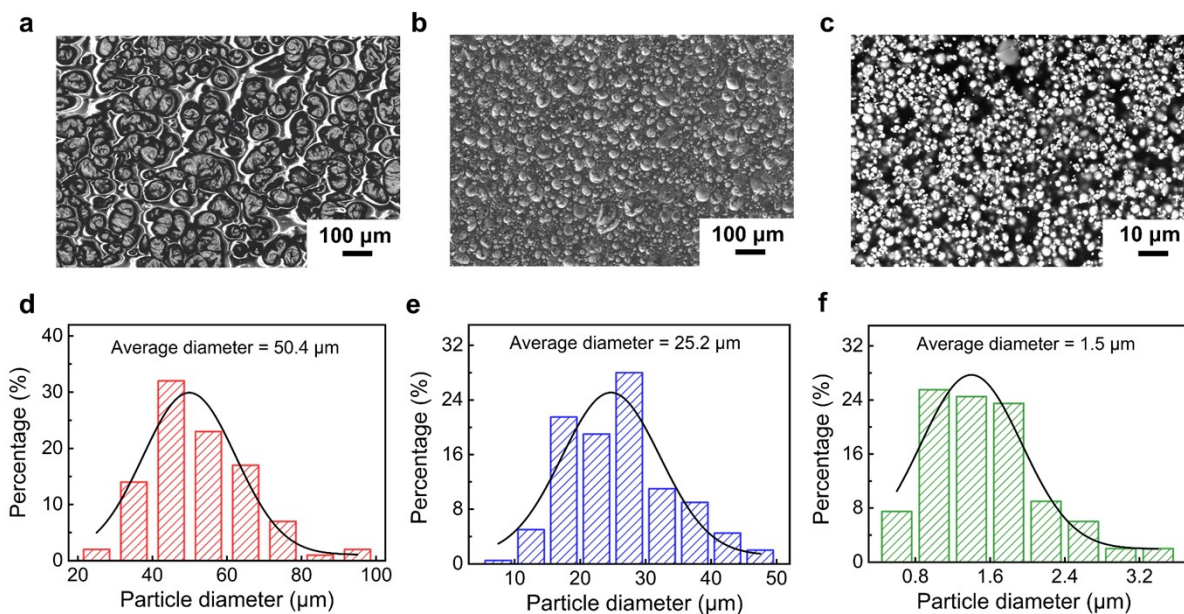 a
b
c
100 µm
100 µm
10 µm
d
e
f
Average diameter = 50.4 µm
Average diameter = 25.2 µm
Average diameter = 1.5 µm
Percentage (%)
40
30
20
10
0
20 40 60 80 100
Particle diameter (µm)
Percentage (%)
32
24
16
8
0
10 20 30 40 50
Particle diameter (µm)
Percentage (%)
32
24
16
8
0
0.8 1.6 2.4 3.2
Particle diameter (µm)